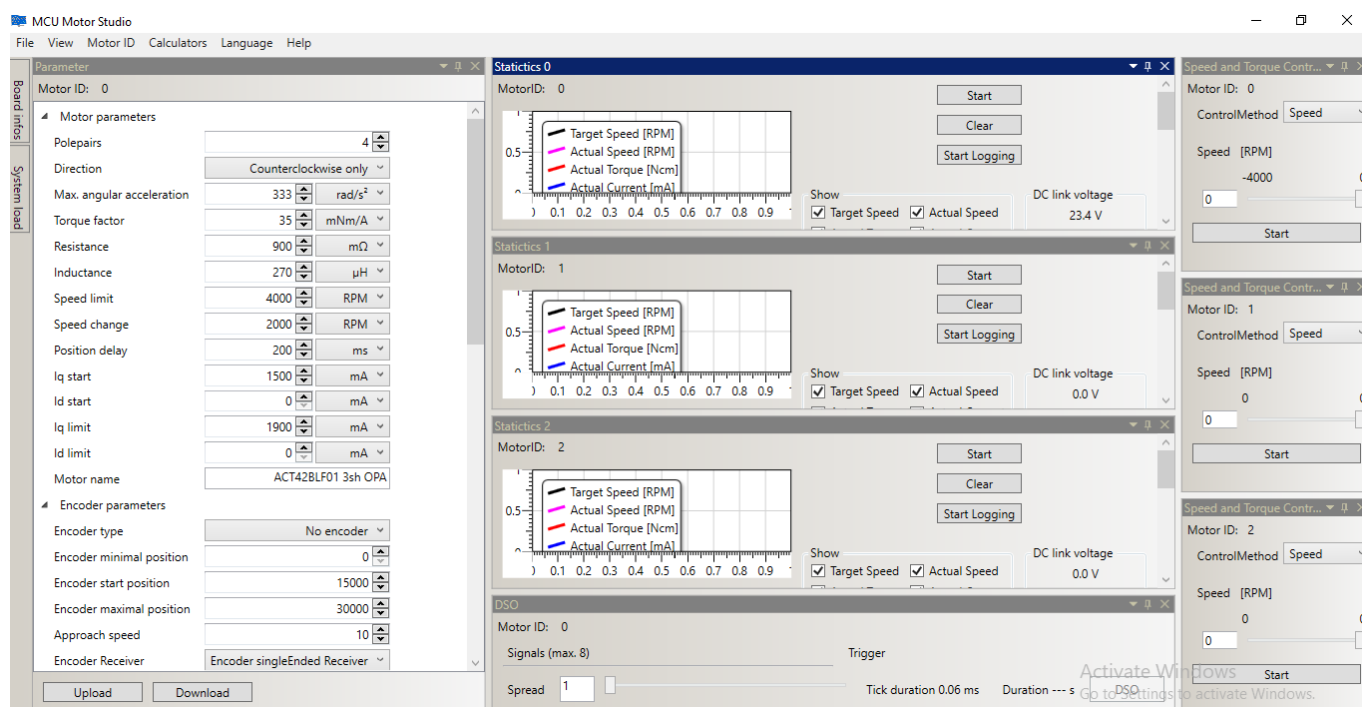 MCU Motor Studio
File View Motor ID Calculators Language Help
Board infos
System load
Parameter
Motor ID: 0
Motor parameters
Polepairs 4
Direction Counterclockwise only
Max. angular acceleration 333 rad/s²
Torque factor 35 mNm/A
Resistance 900 mΩ
Inductance 270 µH
Speed limit 4000 RPM
Speed change 2000 RPM
Position delay 200 ms
Iq start 1500 mA
Id start 0 mA
Iq limit 1900 mA
Id limit 0 mA
Motor name ACT42BLF01 3sh OPA
Encoder parameters
Encoder type No encoder
Encoder minimal position 0
Encoder start position 15000
Encoder maximal position 30000
Approach speed 10
Encoder Receiver Encoder singleEnded Receiver
Upload Download
Statictics 0
MotorID: 0
Start
Clear
Start Logging
Target Speed [RPM]
Actual Speed [RPM]
Actual Torque [Ncm]
Actual Current [mA]
0.5
0.1 0.2 0.3 0.4 0.5 0.6 0.7 0.8 0.9
Show
Target Speed Actual Speed
DC link voltage
23.4 V
Statictics 1
MotorID: 1
Start
Clear
Start Logging
Target Speed [RPM]
Actual Speed [RPM]
Actual Torque [Ncm]
Actual Current [mA]
0.5
0.1 0.2 0.3 0.4 0.5 0.6 0.7 0.8 0.9
Show
Target Speed Actual Speed
DC link voltage
0.0 V
Statictics 2
MotorID: 2
Start
Clear
Start Logging
Target Speed [RPM]
Actual Speed [RPM]
Actual Torque [Ncm]
Actual Current [mA]
0.5
0.1 0.2 0.3 0.4 0.5 0.6 0.7 0.8 0.9
Show
Target Speed Actual Speed
DC link voltage
0.0 V
DSO
Motor ID: 0
Signals (max. 8)
Trigger
Spread 1
Tick duration 0.06 ms Duration --- s DSO
Speed and Torque Contr...
Motor ID: 0
ControlMethod Speed
Speed [RPM]
-4000
0
Start
Speed and Torque Contr...
Motor ID: 1
ControlMethod Speed
Speed [RPM]
0
0
Start
Speed and Torque Contr...
Motor ID: 2
ControlMethod Speed
Speed [RPM]
0
0
Start
Activate Windows
Go to Settings to activate Windows.